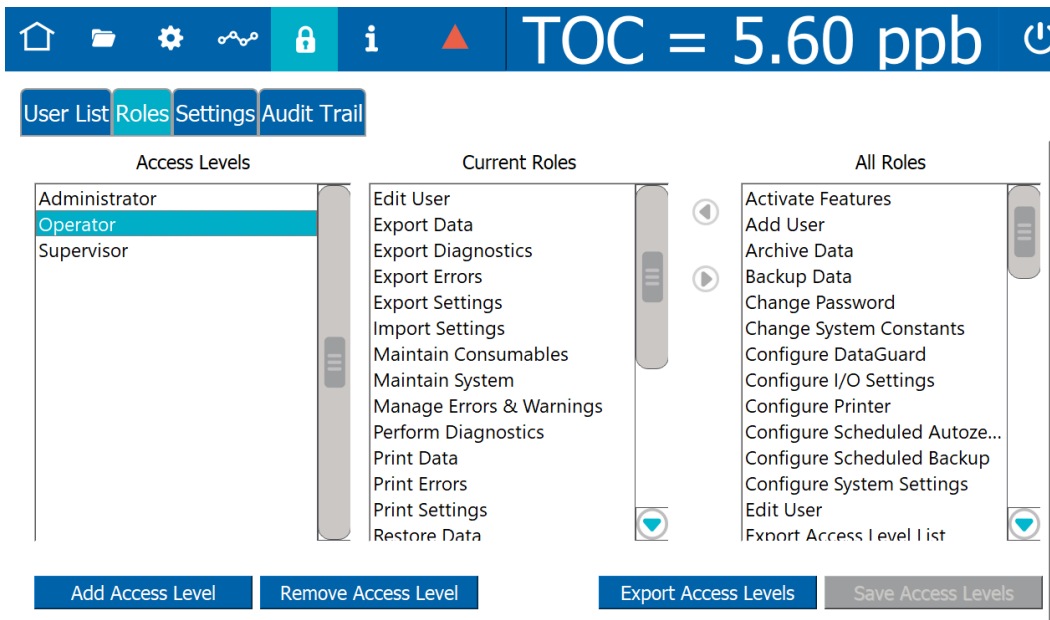 TOC = 5.60 ppb
User List Roles Settings Audit Trail
Access Levels
Administrator
Operator
Supervisor
Current Roles
Edit User
Export Data
Export Diagnostics
Export Errors
Export Settings
Import Settings
Maintain Consumables
Maintain System
Manage Errors & Warnings
Perform Diagnostics
Print Data
Print Errors
Print Settings
Restore Data
All Roles
Activate Features
Add User
Archive Data
Backup Data
Change Password
Change System Constants
Configure DataGuard
Configure I/O Settings
Configure Printer
Configure Scheduled Autoze...
Configure Scheduled Backup
Configure System Settings
Edit User
Export Access Level List
Add Access Level
Remove Access Level
Export Access Levels
Save Access Levels